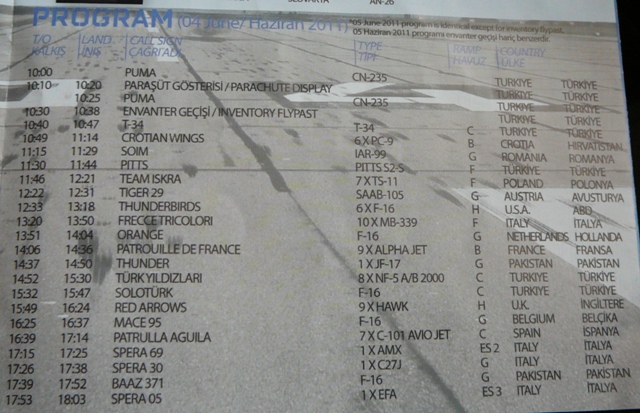 AN-26
PROGRAM (04 June/ Haziran 2011)
*05 June 2011 program is identical except for inventory flypast.
05 Haziran 2011 programı envanter geçişi hariç benzerdir.
T/O LAND. CALL SIGN TYPE RAMP COUNTRY
KALKIŞ İNİŞ ÇAĞRI ADI TİPİ HAVUZ ÜLKE
10:00 PUMA CN-235 TURKIYE TÜRKİYE
10:10 10:20 PARAŞÜT GÖSTERİSİ / PARACHUTE DISPLAY TURKIYE TÜRKİYE
10:25 PUMA CN-235 TURKIYE TÜRKİYE
10:30 10:38 ENVANTER GEÇİŞİ / INVENTORY FLYPAST TURKIYE TÜRKİYE
10:40 10:47 T-34 T-34 C TURKIYE TÜRKİYE
10:49 11:14 CROTIAN WINGS 6 X PC-9 B CROTIA HIRVATİSTAN
11:15 11:29 SOIM IAR-99 G ROMANIA ROMANYA
11:30 11:44 PITTS PITTS S2-S F TURKIYE TÜRKİYE
11:46 12:21 TEAM ISKRA 7 X TS-11 F POLAND POLONYA
12:22 12:31 TIGER 29 SAAB-105 G AUSTRIA AVUSTURYA
12:33 13:18 THUNDERBIRDS 6 X F-16 H U.S.A. ABD
13:20 13:50 FRECCE TRICOLORI 10 X MB-339 F ITALY İTALYA
13:51 14:04 ORANGE F-16 G NETHERLANDS HOLLANDA
14:06 14:36 PATROUILLE DE FRANCE 9 X ALPHA JET B FRANCE FRANSA
14:37 14:50 THUNDER 1 X JF-17 G PAKISTAN PAKİSTAN
14:52 15:30 TÜRK YILDIZLARI 8 X NF-5 A/B 2000 C TURKIYE TÜRKİYE
15:32 15:47 SOLOTÜRK F-16 C TURKIYE TÜRKİYE
15:49 16:24 RED ARROWS 9 X HAWK H U.K. İNGİLTERE
16:25 16:37 MACE 95 F-16 G BELGIUM BELÇİKA
16:39 17:14 PATRULLA AGUILA 7 X C-101 AVIO JET C SPAIN İSPANYA
17:15 17:25 SPERA 69 1 X AMX ES 2 ITALY İTALYA
17:26 17:38 SPERA 30 1 X C27J G ITALY İTALYA
17:39 17:52 BAAZ 371 F-16 G PAKISTAN PAKİSTAN
17:53 18:03 SPERA 05 1 X EFA ES 3 ITALY İTALYA